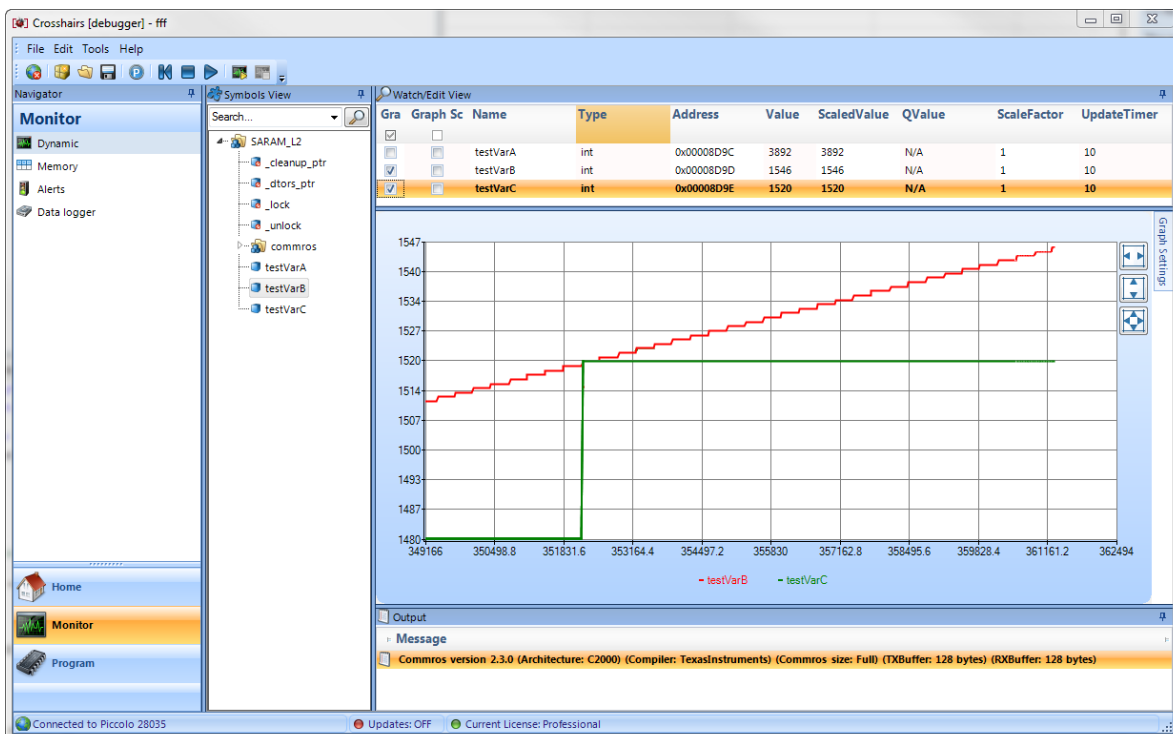 Crosshairs [debugger] - fff
File Edit Tools Help
Navigator
Monitor
Dynamic
Memory
Alerts
Data logger
Home
Monitor
Program
Symbols View
Search...
SARAM_L2
_cleanup_ptr
_dtors_ptr
_lock
_unlock
commros
testVarA
testVarB
testVarC
Watch/Edit View
Gra Graph Sc Name Type Address Value ScaledValue QValue ScaleFactor UpdateTimer
testVarA int 0x00008D9C 3892 3892 N/A 1 10
testVarB int 0x00008D9D 1546 1546 N/A 1 10
testVarC int 0x00008D9E 1520 1520 N/A 1 10
Graph Settings
1547
1540
1534
1527
1520
1514
1507
1500
1493
1487
1480
349166 350498.8 351831.6 353164.4 354497.2 355830 357162.8 358495.6 359828.4 361161.2 362494
- testVarB - testVarC
Output
Message
Commros version 2.3.0 (Architecture: C2000) (Compiler: TexasInstruments) (Commros size: Full) (TXBuffer: 128 bytes) (RXBuffer: 128 bytes)
Connected to Piccolo 28035 Updates: OFF Current License: Professional